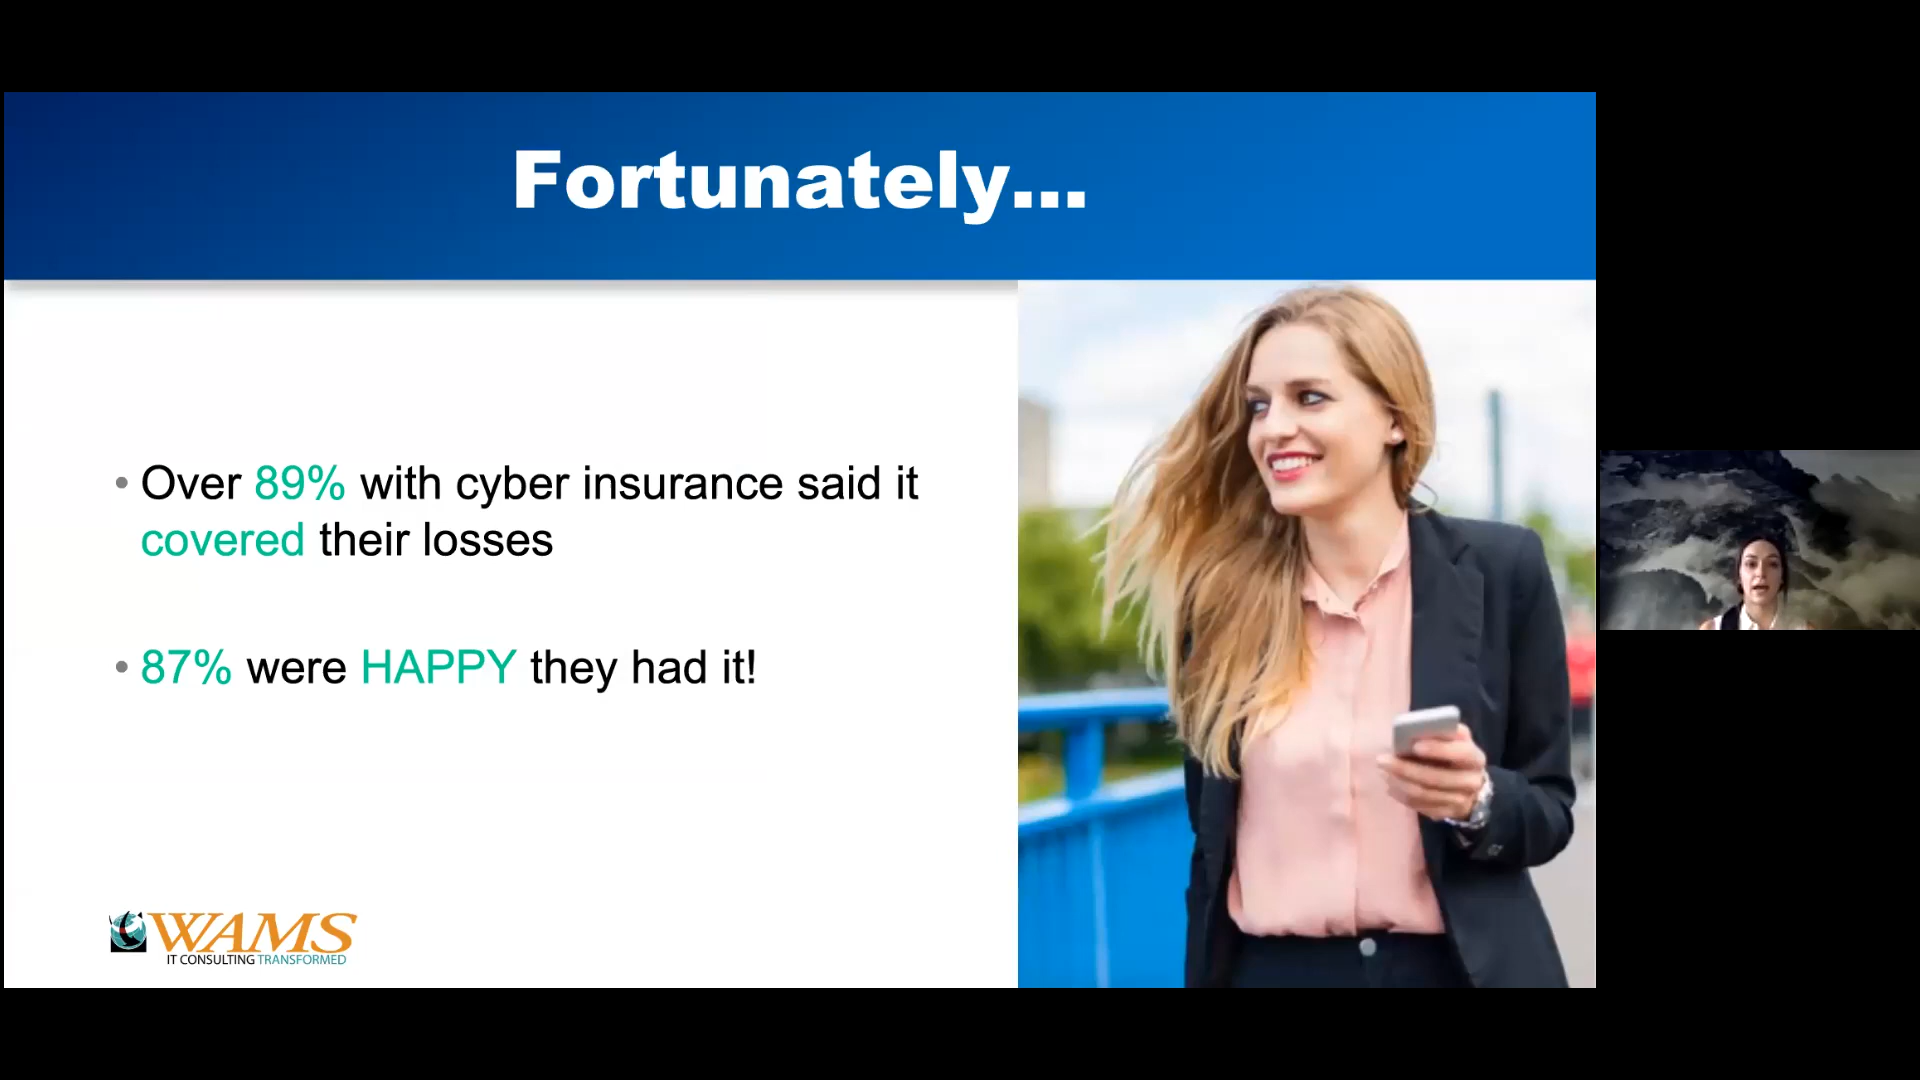 Fortunately...
• Over 89% with cyber insurance said it
covered their losses
• 87% were HAPPY they had it!
WAMS
IT CONSULTING TRANSFORMED